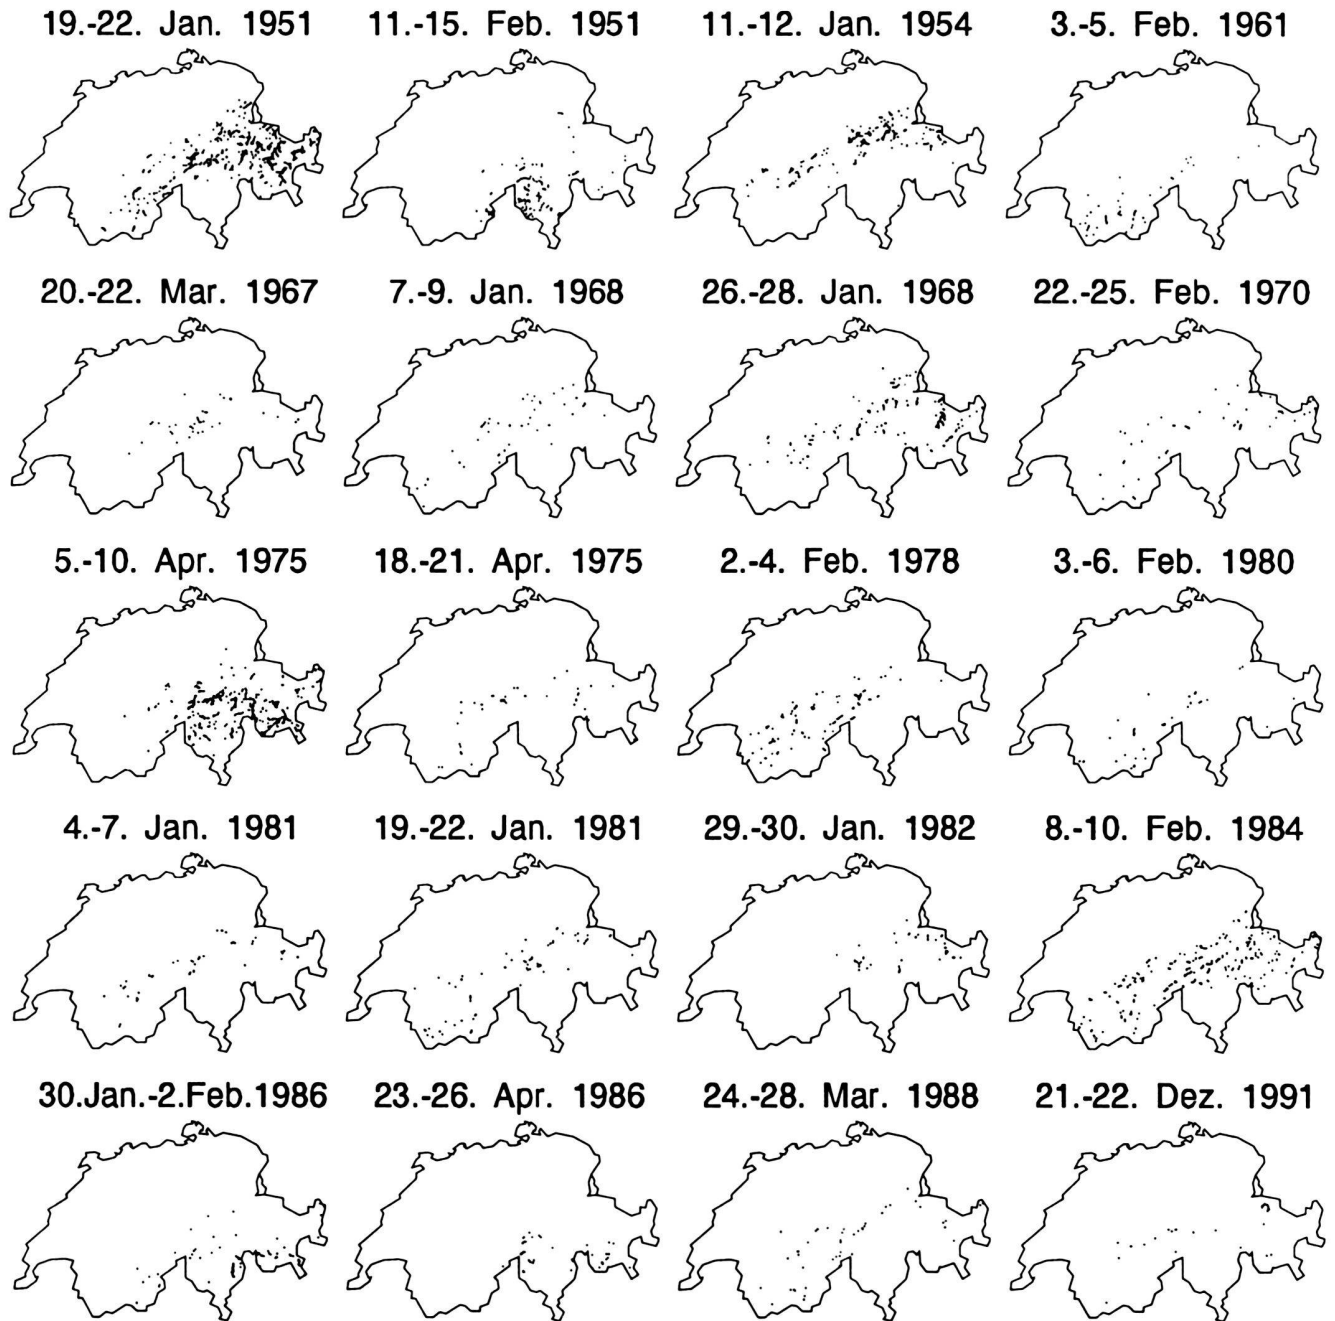 19.-22. Jan. 1951 11.-15. Feb. 1951 11.-12. Jan. 1954 3.-5. Feb. 1961
20.-22. Mar. 1967 7.-9. Jan. 1968 26.-28. Jan. 1968 22.-25. Feb. 1970
5.-10. Apr. 1975 18.-21. Apr. 1975 2.-4. Feb. 1978 3.-6. Feb. 1980
4.-7. Jan. 1981 19.-22. Jan. 1981 29.-30. Jan. 1982 8.-10. Feb. 1984
30.Jan.-2.Feb.1986 23.-26. Apr. 1986 24.-28. Mar. 1988 21.-22. Dez. 1991